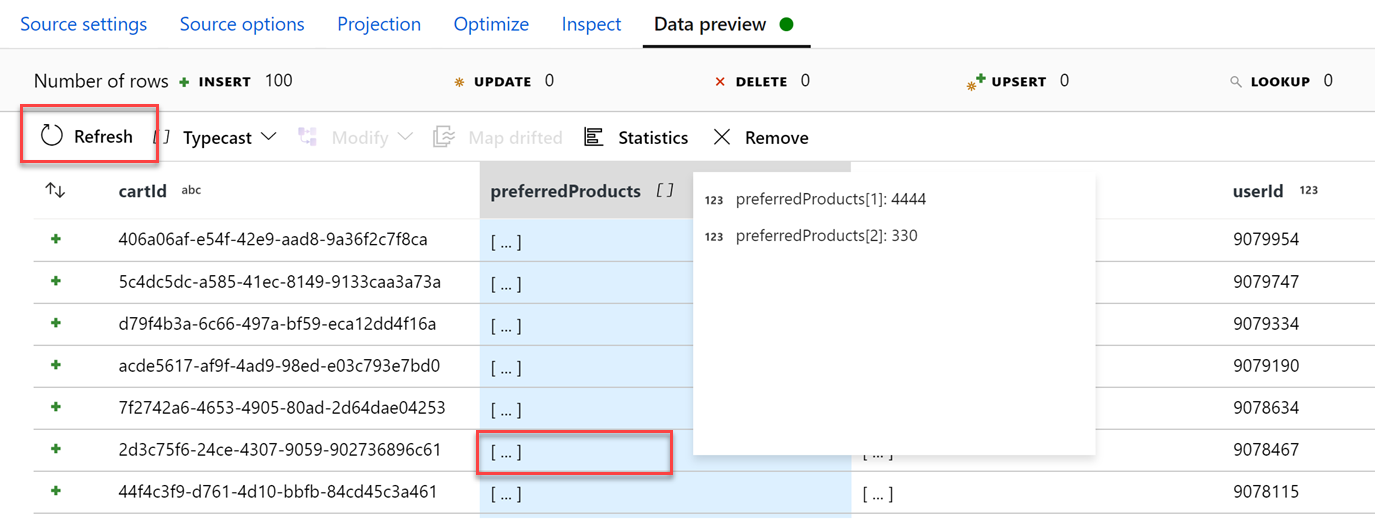 Source settings Source options Projection Optimize Inspect Data preview
Number of rows INSERT 100 UPDATE 0 DELETE 0 UPSERT 0 LOOKUP 0
Refresh [ ] Typecast Modify Map drifted Statistics Remove
cartId abc preferredProducts [ ] userId 123
123 preferredProducts[1]: 4444
123 preferredProducts[2]: 330
406a06af-e54f-42e9-aad8-9a36f2c7f8ca [ ... ] 9079954
5c4dc5dc-a585-41ec-8149-9133caa3a73a [ ... ] 9079747
d79f4b3a-6c66-497a-bf59-eca12dd4f16a [ ... ] 9079334
acde5617-af9f-4ad9-98ed-e03c793e7bd0 [ ... ] 9079190
7f2742a6-4653-4905-80ad-2d64dae04253 [ ... ] 9078634
2d3c75f6-24ce-4307-9059-902736896c61 [ ... ] [ ... ] 9078467
44f4c3f9-d761-4d10-bbfb-84cd45c3a461 [ ... ] [ ... ] 9078115